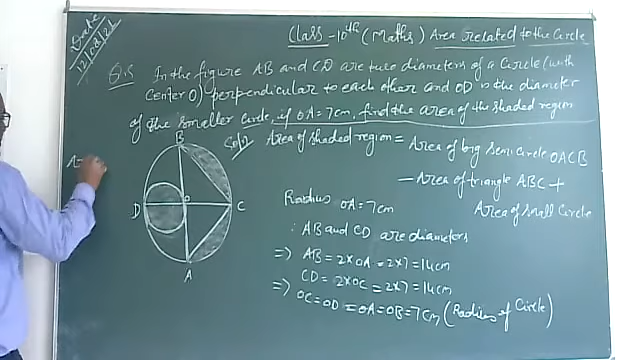 Date
12/02/22
Class - 10th (Maths) Area related to the Circle
Q.5 In the figure AB and CD are two diameters of a Circle (with
Center O) perpendicular to each other and OD is the diameter
of the smaller circle, if OA = 7cm, find the area of the shaded region
Soln Area of shaded region = Area of big semicircle OACB
- Area of triangle ABC +
Area of small Circle
A=
B
D
O
C
A
Radius OA = 7cm
∵ AB and CD are diameters
⇒ AB = 2×OA = 2×7 = 14cm
CD = 2×OC = 2×7 = 14cm
⇒ OC = OD = OA = OB = 7cm (Radius of Circle)